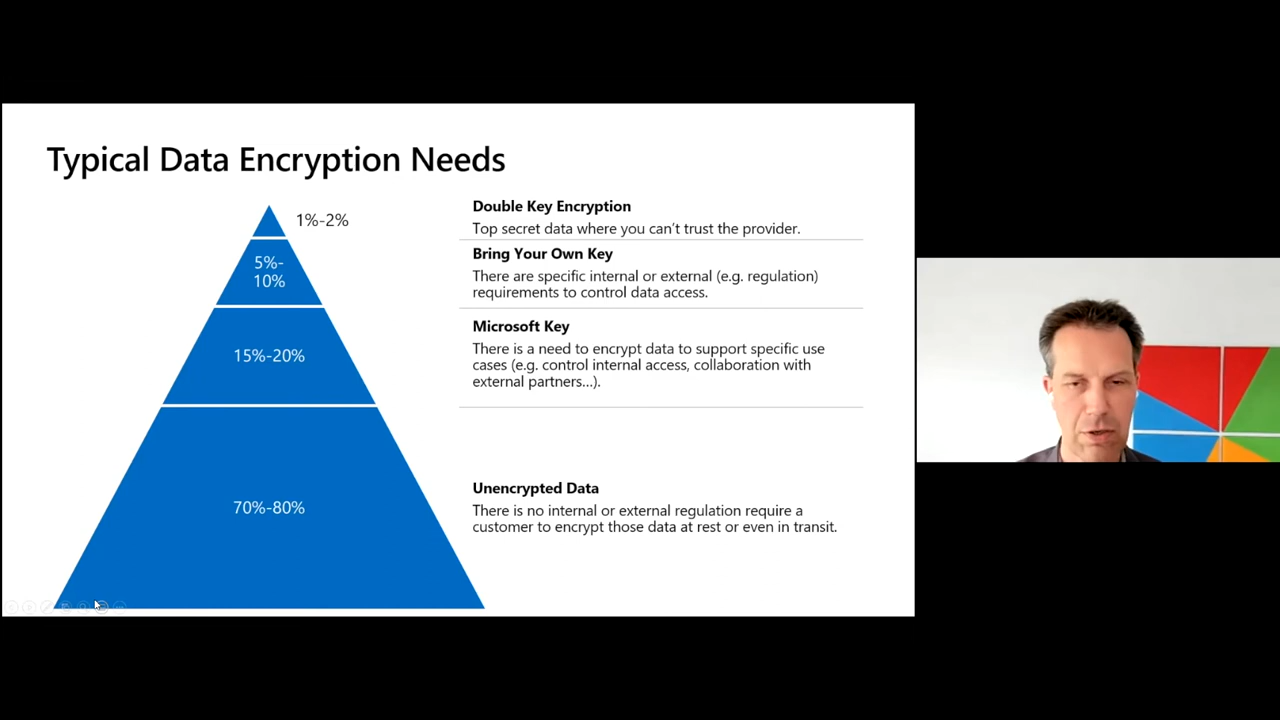 Typical Data Encryption Needs
1%-2%
5%-
10%
15%-20%
70%-80%
Double Key Encryption
Top secret data where you can't trust the provider.
Bring Your Own Key
There are specific internal or external (e.g. regulation)
requirements to control data access.
Microsoft Key
There is a need to encrypt data to support specific use
cases (e.g. control internal access, collaboration with
external partners...).
Unencrypted Data
There is no internal or external regulation require a
customer to encrypt those data at rest or even in transit.